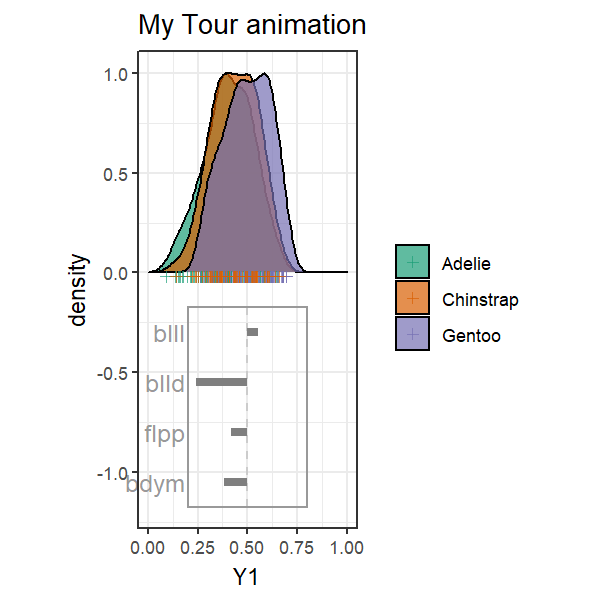 My Tour animation
1.0
0.5
0.0
-0.5
-1.0
density
blll
blld
flpp
bdym
0.00 0.25 0.50 0.75 1.00
Y1
Adelie
Chinstrap
Gentoo